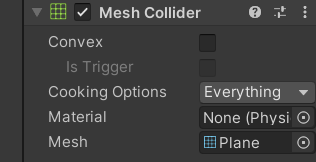 Mesh Collider
Convex
Is Trigger
Cooking Options Everything
Material None (Physi
Mesh Plane